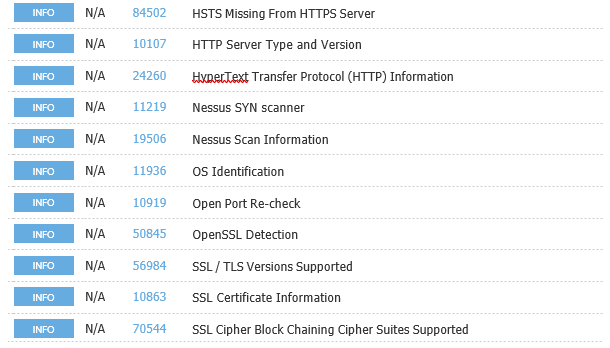 INFO N/A 84502 HSTS Missing From HTTPS Server
INFO N/A 10107 HTTP Server Type and Version
INFO N/A 24260 HyperText Transfer Protocol (HTTP) Information
INFO N/A 11219 Nessus SYN scanner
INFO N/A 19506 Nessus Scan Information
INFO N/A 11936 OS Identification
INFO N/A 10919 Open Port Re-check
INFO N/A 50845 OpenSSL Detection
INFO N/A 56984 SSL / TLS Versions Supported
INFO N/A 10863 SSL Certificate Information
INFO N/A 70544 SSL Cipher Block Chaining Cipher Suites Supported